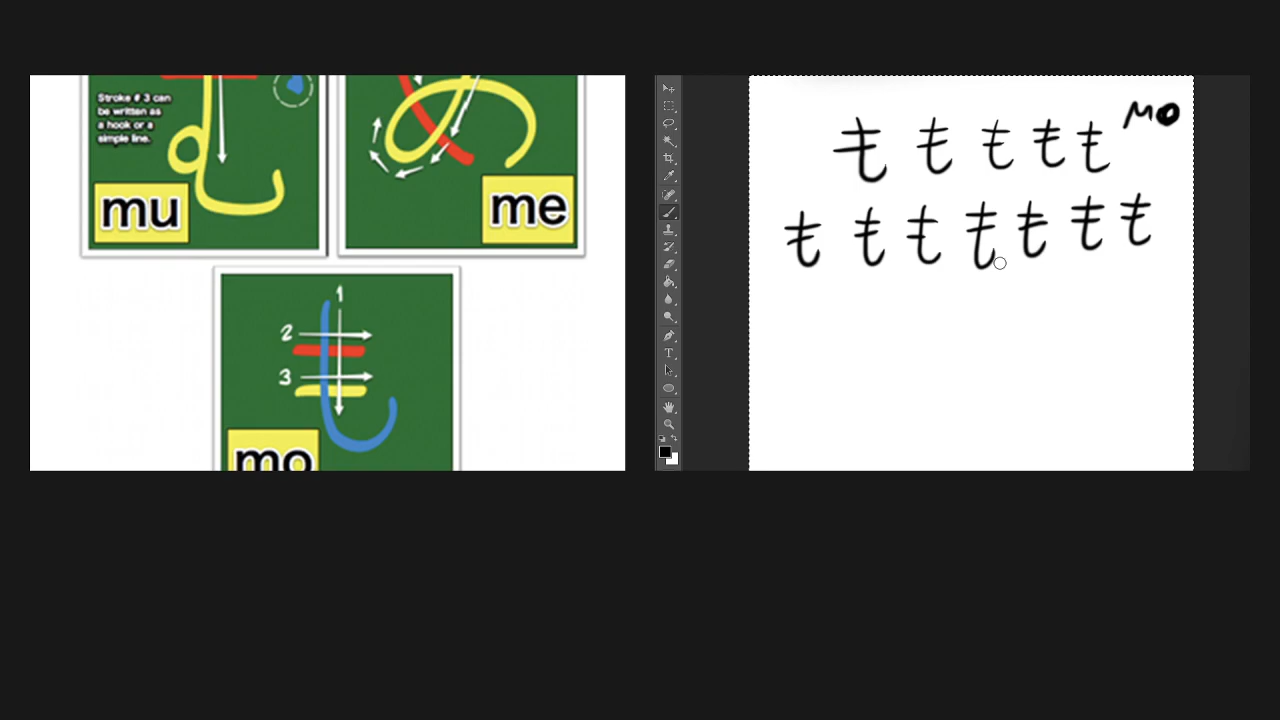 Stroke # 3 can
be written as
a hook or a
simple line.
mu
me
1
2
3
mo
MO
も も も も も
も も も も も も も